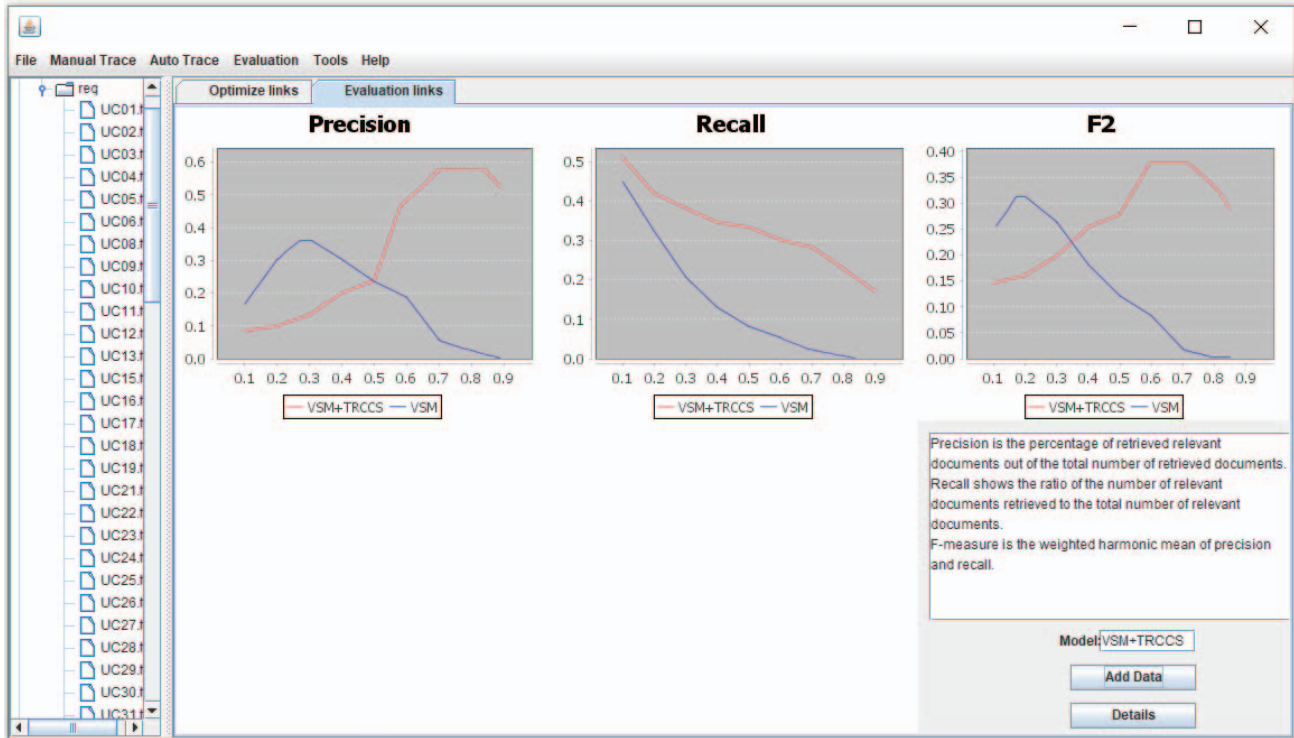 File Manual Trace Auto Trace Evaluation Tools Help
req
UC01.f
UC02.f
UC03.f
UC04.f
UC05.f
UC06.f
UC08.f
UC09.f
UC10.f
UC11.f
UC12.f
UC13.f
UC15.f
UC16.f
UC17.f
UC18.f
UC19.f
UC21.f
UC22.f
UC23.f
UC24.f
UC25.f
UC26.f
UC27.f
UC28.f
UC29.f
UC30.f
UC31.f
Optimize links Evaluation links
Precision
0.6
0.5
0.4
0.3
0.2
0.1
0.0
0.1 0.2 0.3 0.4 0.5 0.6 0.7 0.8 0.9
VSM+TRCCS VSM
Recall
0.5
0.4
0.3
0.2
0.1
0.0
0.1 0.2 0.3 0.4 0.5 0.6 0.7 0.8 0.9
VSM+TRCCS VSM
F2
0.40
0.35
0.30
0.25
0.20
0.15
0.10
0.05
0.00
0.1 0.2 0.3 0.4 0.5 0.6 0.7 0.8 0.9
VSM+TRCCS VSM
Precision is the percentage of retrieved relevant
documents out of the total number of retrieved documents.
Recall shows the ratio of the number of relevant
documents retrieved to the total number of relevant
documents.
F-measure is the weighted harmonic mean of precision
and recall.
Model: VSM+TRCCS
Add Data
Details